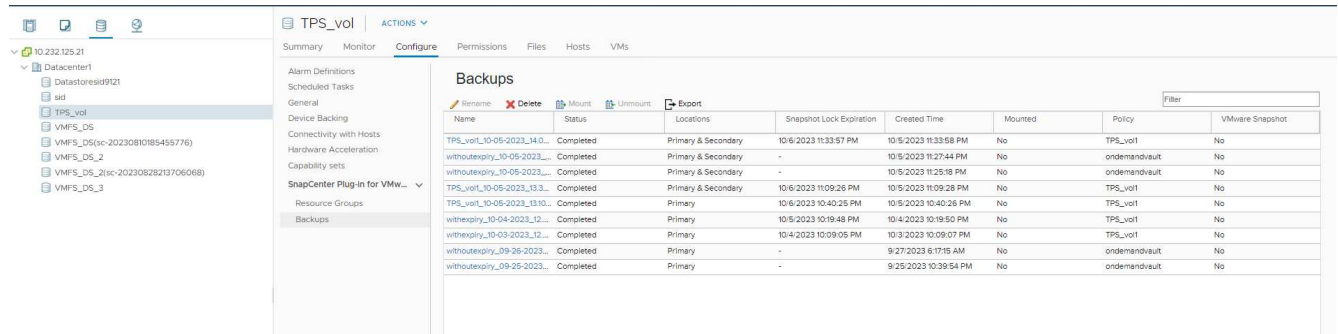 TPS_vol ACTIONS
Summary Monitor Configure Permissions Files Hosts VMs
10.232.125.21
Datacenter1
Datastoresid9121
sid
TPS_vol
VMFS_DS
VMFS_DS(sc-20230810185455776)
VMFS_DS_2
VMFS_DS_2(sc-20230828213706068)
VMFS_DS_3
Alarm Definitions
Scheduled Tasks
General
Device Backing
Connectivity with Hosts
Hardware Acceleration
Capability sets
SnapCenter Plug-in for VMw...
Resource Groups
Backups
Backups
Rename Delete Mount Unmount Export Filter
Name Status Locations Snapshot Lock Expiration Created Time Mounted Policy VMware Snapshot
TPS_vol1_10-05-2023_14.0... Completed Primary & Secondary 10/6/2023 11:33:57 PM 10/5/2023 11:33:58 PM No TPS_vol1 No
withoutexpiry_10-05-2023_... Completed Primary & Secondary - 10/5/2023 11:27:44 PM No ondemandvault No
withoutexpiry_10-05-2023_... Completed Primary & Secondary - 10/5/2023 11:25:18 PM No ondemandvault No
TPS_vol1_10-05-2023_13.3... Completed Primary & Secondary 10/6/2023 11:09:26 PM 10/5/2023 11:09:28 PM No TPS_vol1 No
TPS_vol1_10-05-2023_13.10... Completed Primary 10/6/2023 10:40:25 PM 10/5/2023 10:40:26 PM No TPS_vol1 No
withexpiry_10-04-2023_12.... Completed Primary 10/5/2023 10:19:48 PM 10/4/2023 10:19:50 PM No TPS_vol1 No
withexpiry_10-03-2023_12.... Completed Primary 10/4/2023 10:09:05 PM 10/3/2023 10:09:07 PM No TPS_vol1 No
withoutexpiry_09-26-2023... Completed Primary - 9/27/2023 6:17:15 AM No ondemandvault No
withoutexpiry_09-25-2023... Completed Primary - 9/25/2023 10:39:54 PM No ondemandvault No